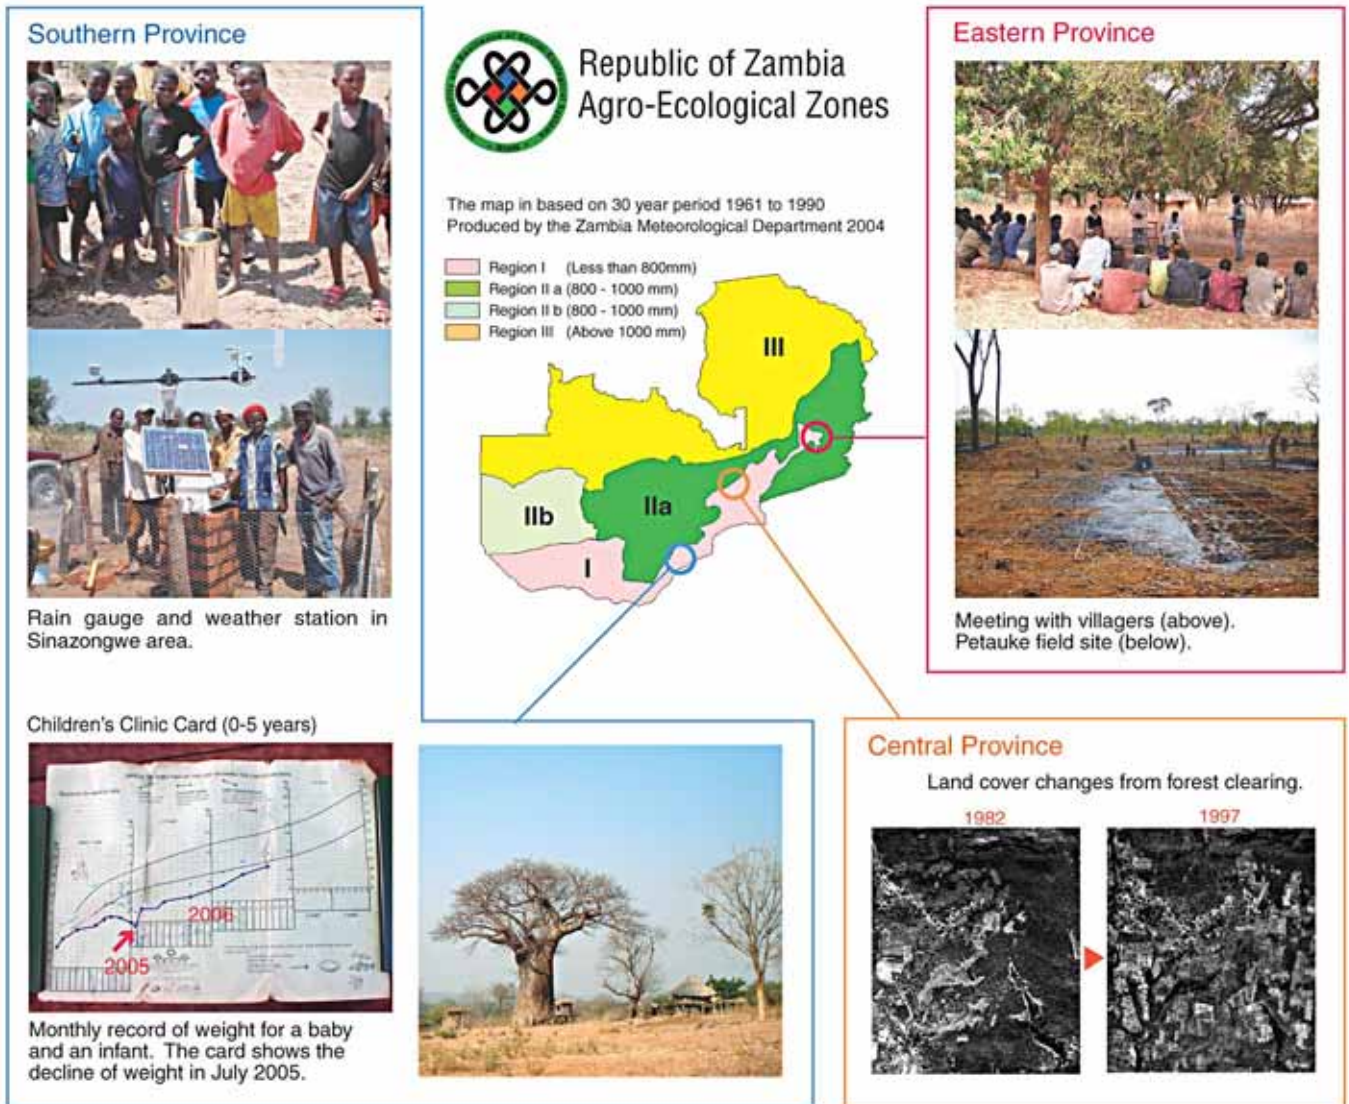 Southern Province
Rain gauge and weather station in
Sinazongwe area.
Children's Clinic Card (0-5 years)
2006
2005
Monthly record of weight for a baby
and an infant. The card shows the
decline of weight in July 2005.
Republic of Zambia
Agro-Ecological Zones
The map in based on 30 year period 1961 to 1990
Produced by the Zambia Meteorological Department 2004
Region I (Less than 800mm)
Region II a (800 - 1000 mm)
Region II b (800 - 1000 mm)
Region III (Above 1000 mm)
III
IIa
IIb
I
Eastern Province
Meeting with villagers (above).
Petauke field site (below).
Central Province
Land cover changes from forest clearing.
1982
1997